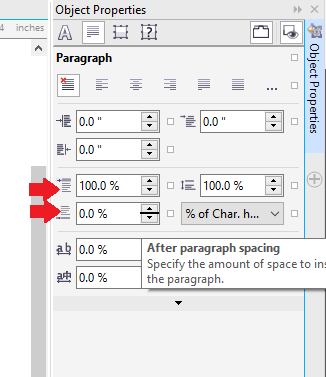 4 inches
Object Properties
Paragraph
...
0.0 " 0.0 "
0.0 "
100.0 % 100.0 %
0.0 % % of Char. h...
ab 0.0 %
After paragraph spacing
Specify the amount of space to ins
the paragraph.
0.0 %
Object Properties